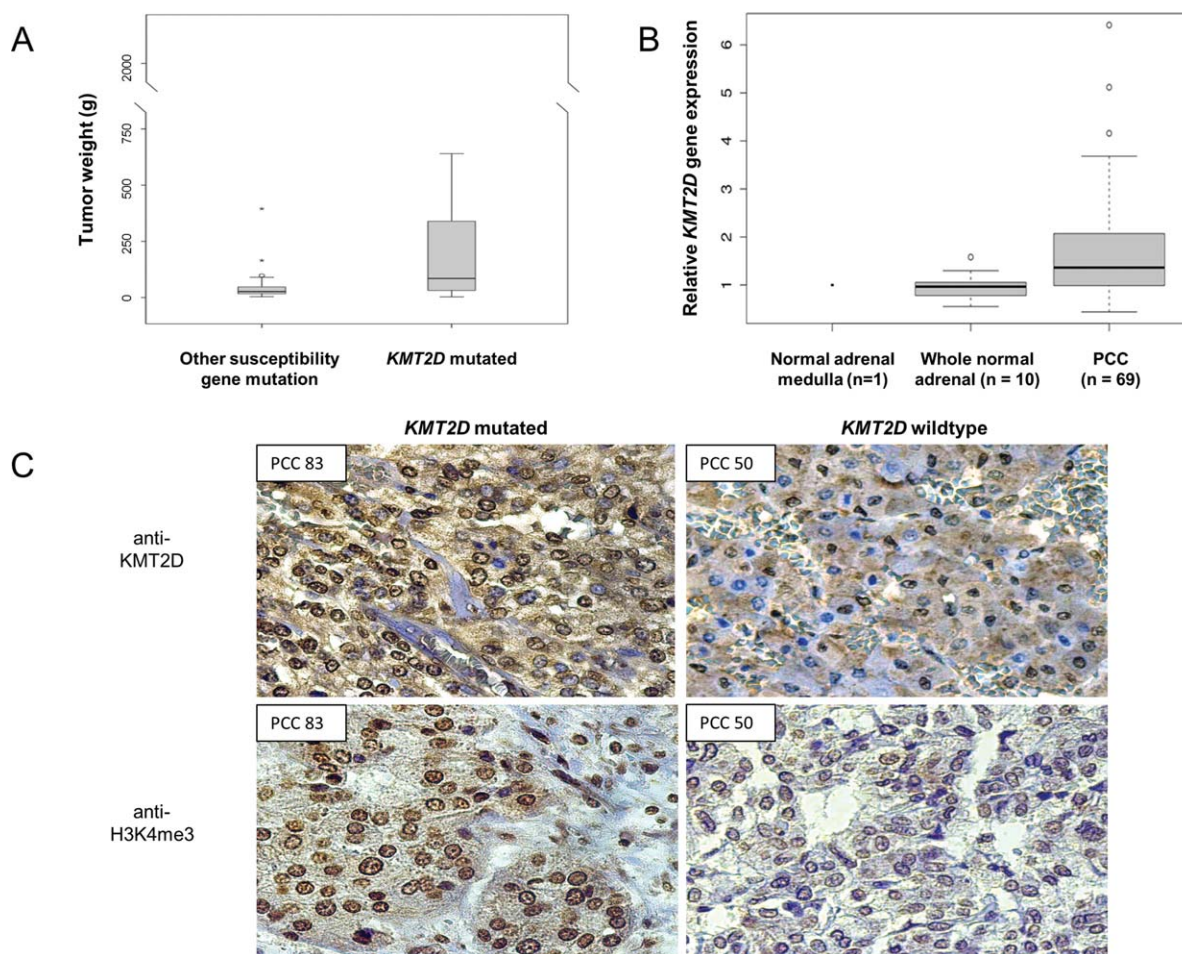 A
Tumor weight (g)
2000
750
500
250
0
Other susceptibility
gene mutation
KMT2D mutated
B
Relative KMT2D gene expression
6
5
4
3
2
1
Normal adrenal
medulla (n=1)
Whole normal
adrenal (n = 10)
PCC
(n = 69)
C
KMT2D mutated
KMT2D wildtype
anti-
KMT2D
PCC 83
PCC 50
anti-
H3K4me3
PCC 83
PCC 50